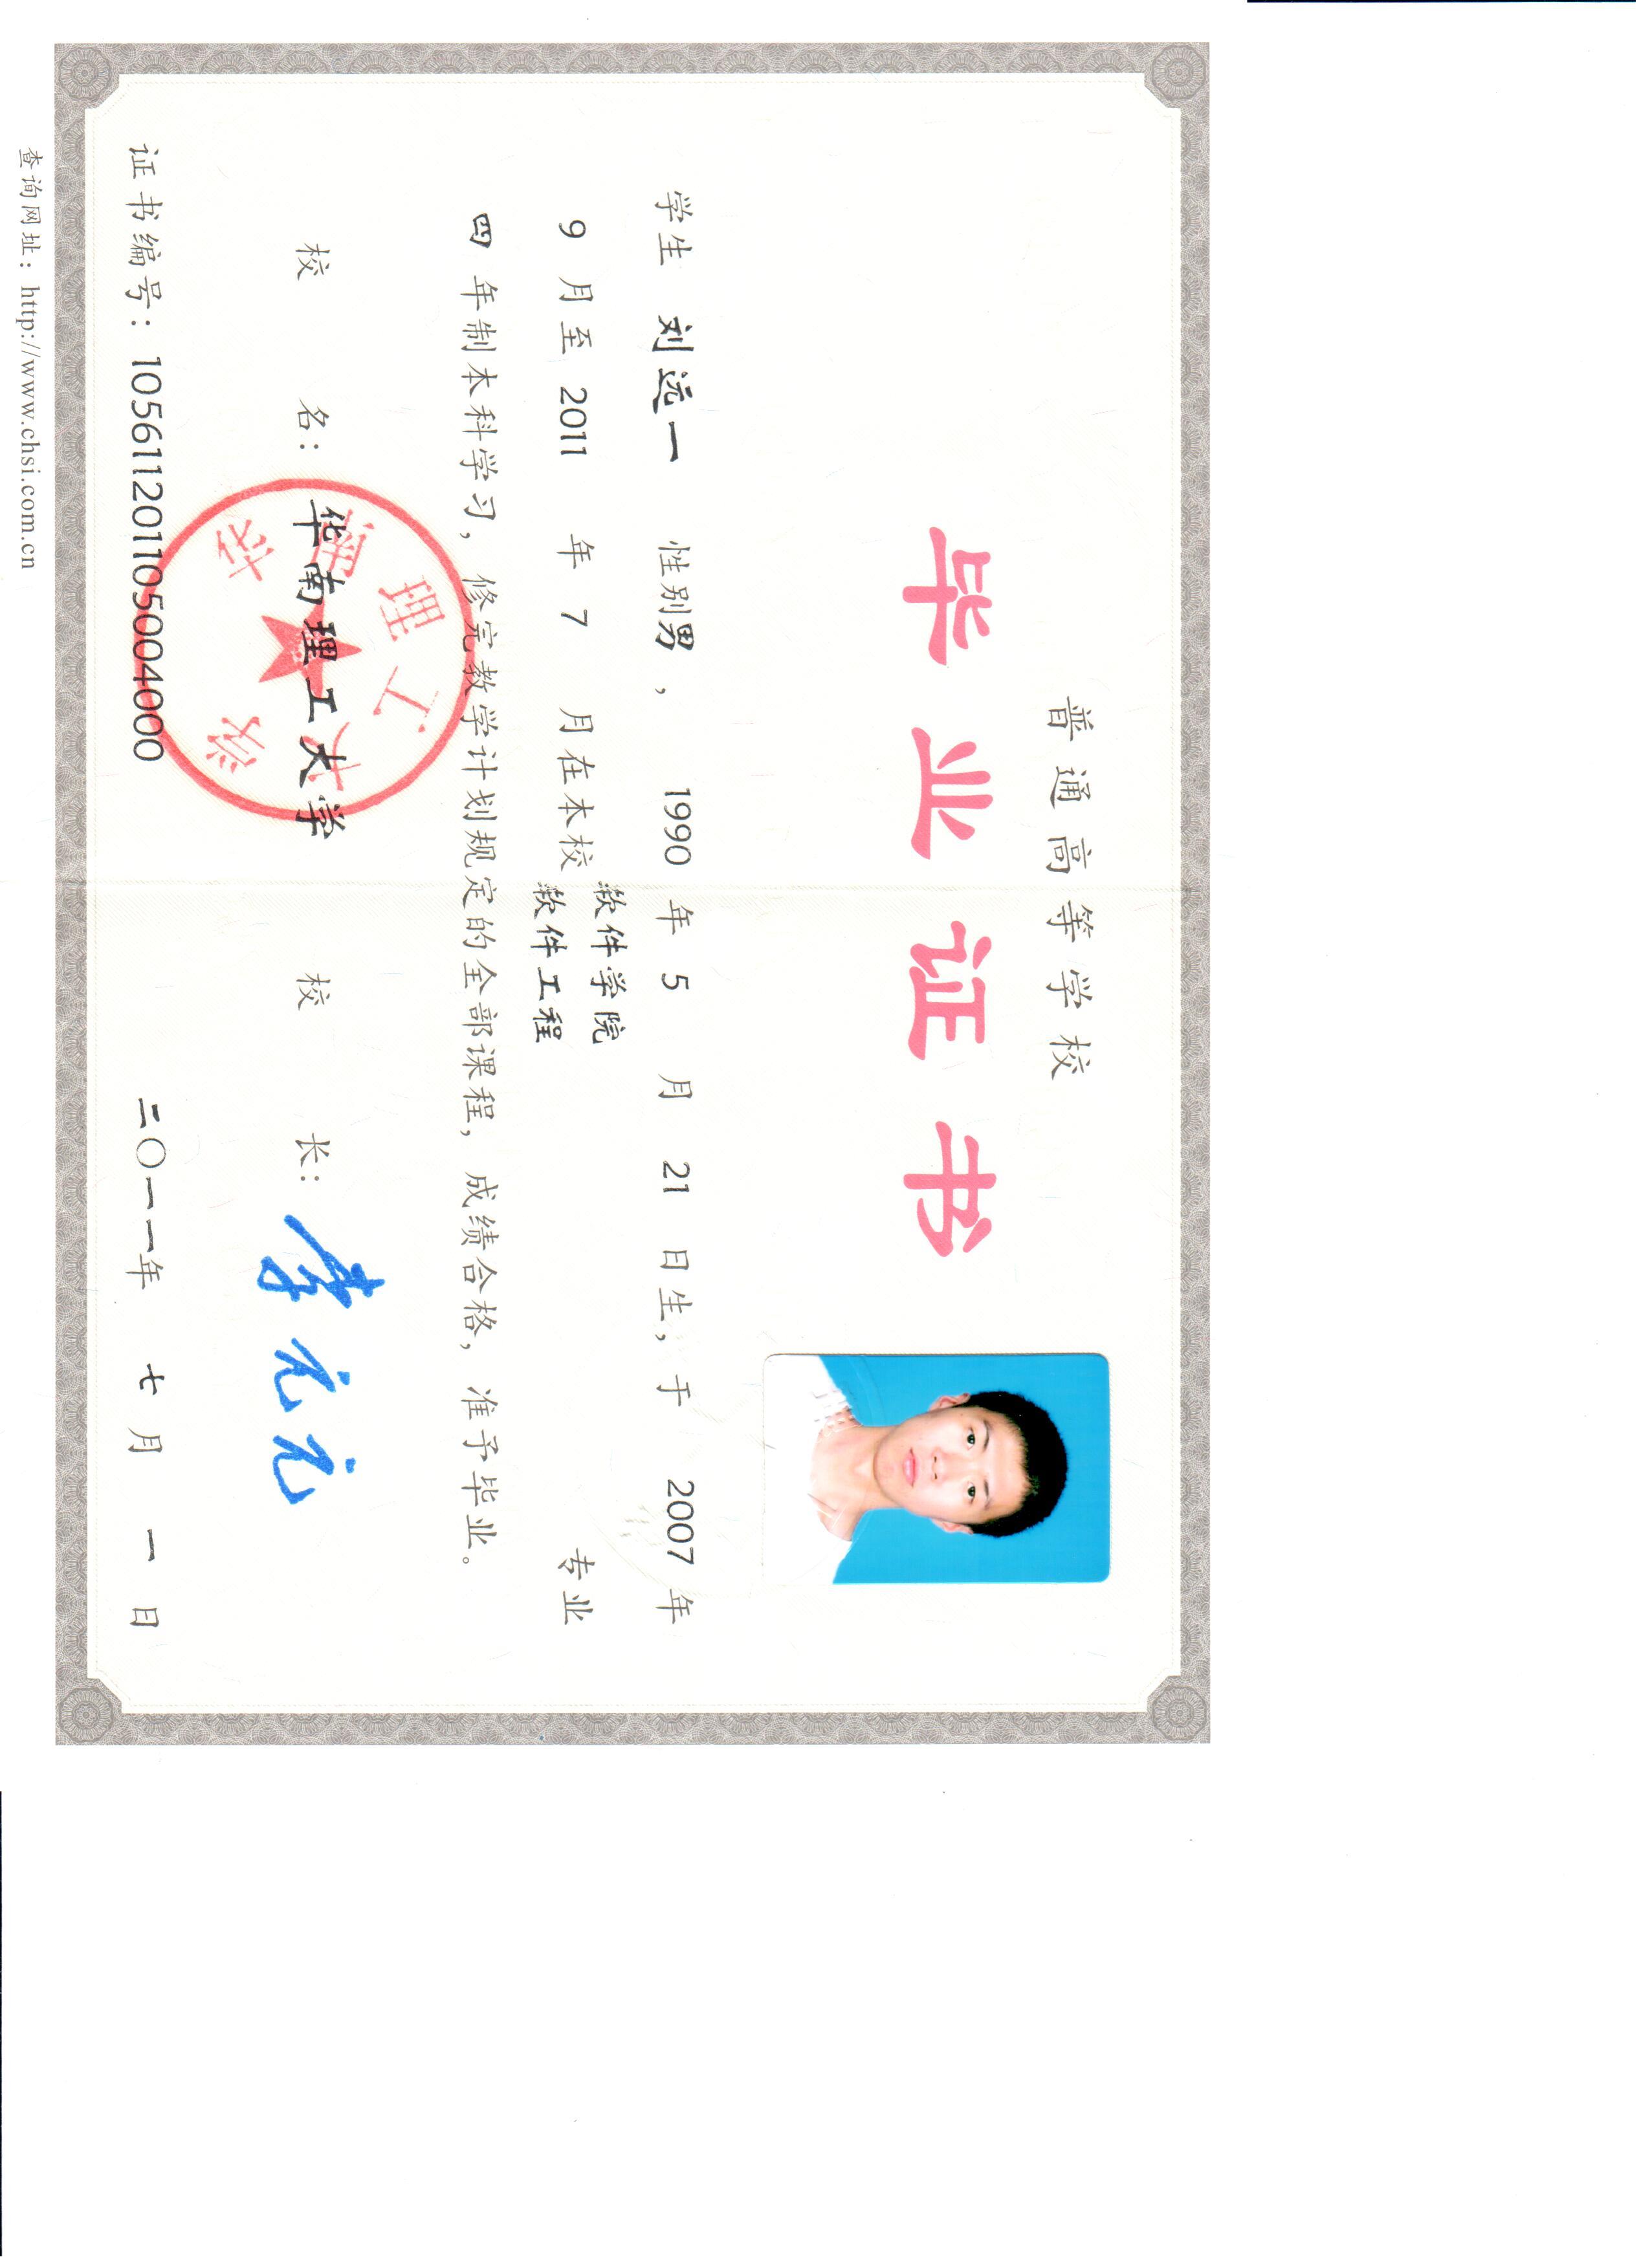 普通高等学校
毕业证书
学生 刘远一 性别男， 1990 年 5 月 21 日生，于 2007 年
9 月至 2011 年 7 月在本校 软件学院 软件工程 专业
四 年制本科学习，修完教学计划规定的全部课程，成绩合格，准予毕业。
校 名： 华南理工大学 校 长： 李元元
华南理工大学
证书编号：105611201105004000 二〇一一年 七 月 一 日
查询网址：http://www.chsi.com.cn